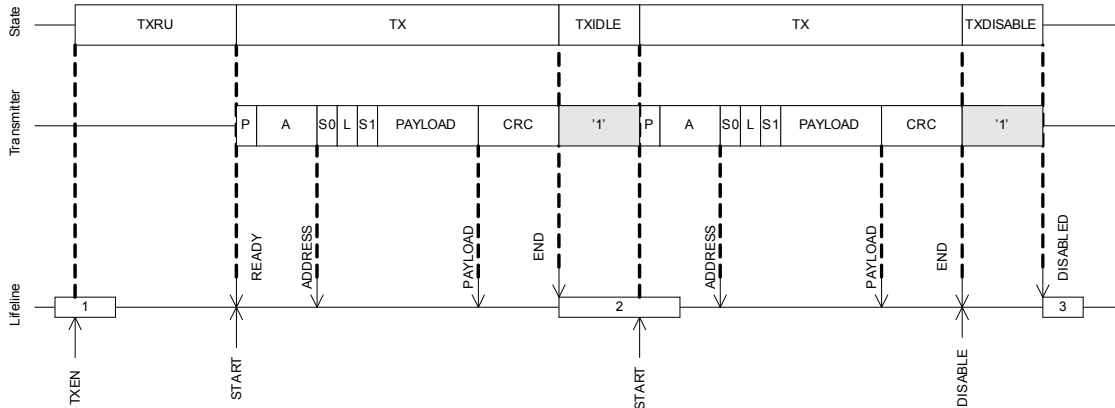 State
TXRU TX TXIDLE TX TXDISABLE
Transmitter
P A S0 L S1 PAYLOAD CRC '1' P A S0 L S1 PAYLOAD CRC '1'
READY
ADDRESS
PAYLOAD
END
ADDRESS
PAYLOAD
END
DISABLED
Lifeline
1 2 3
TXEN
START
START
DISABLE